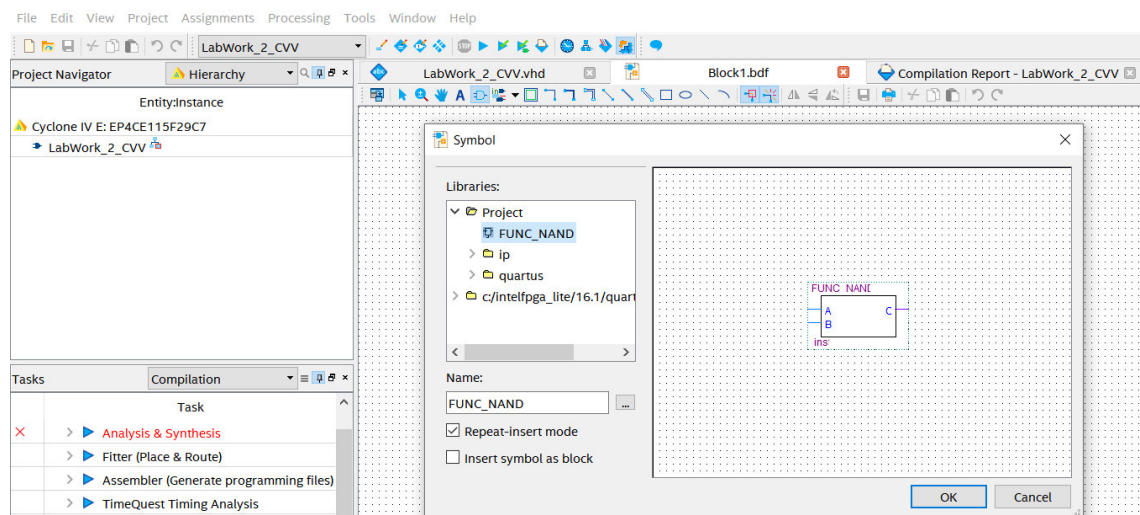 File Edit View Project Assignments Processing Tools Window Help
LabWork_2_CVV
Project Navigator Hierarchy
LabWork_2_CVV.vhd Block1.bdf Compilation Report - LabWork_2_CVV
Entity:Instance
Cyclone IV E: EP4CE115F29C7
LabWork_2_CVV
Symbol
Libraries:
Project
FUNC_NAND
ip
quartus
c:/intelfpga_lite/16.1/quart
FUNC_NAND
A C
B
ins
Name:
FUNC_NAND
...
Repeat-insert mode
Insert symbol as block
OK Cancel
Tasks Compilation
Task
Analysis & Synthesis
Fitter (Place & Route)
Assembler (Generate programming files)
TimeQuest Timing Analysis